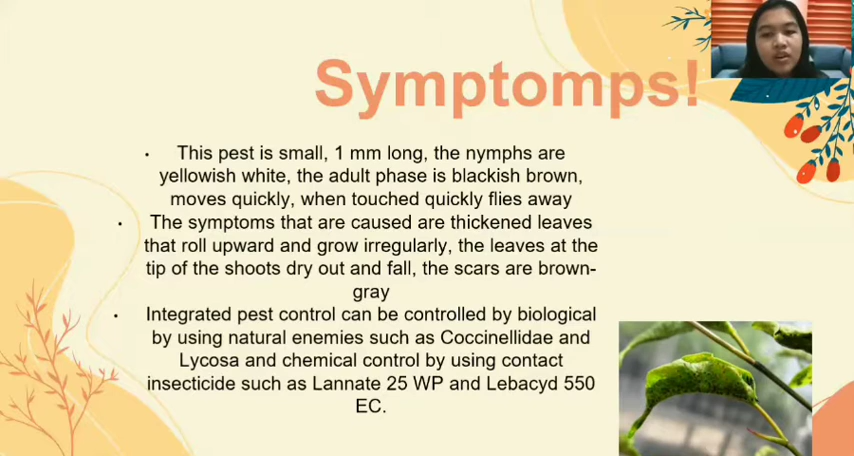 Symptomps!
• This pest is small, 1 mm long, the nymphs are
yellowish white, the adult phase is blackish brown,
moves quickly, when touched quickly flies away
• The symptoms that are caused are thickened leaves
that roll upward and grow irregularly, the leaves at the
tip of the shoots dry out and fall, the scars are brown-
gray
• Integrated pest control can be controlled by biological
by using natural enemies such as Coccinellidae and
Lycosa and chemical control by using contact
insecticide such as Lannate 25 WP and Lebacyd 550
EC.